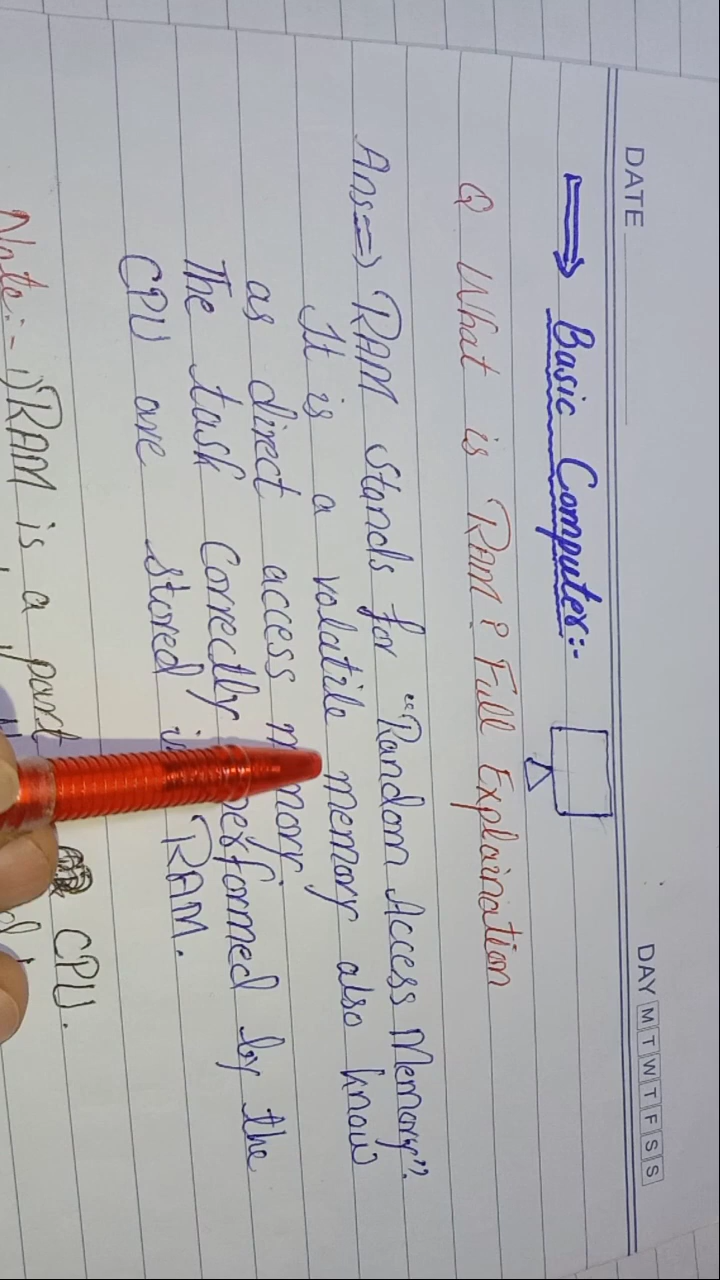 DATE
DAY M T W T F S S
Basic Computer:-
Q What is RAM? Full Explaination
Ans=> RAM stands for "Random Access Memory".
It is a volatile memory also know
as direct access memory
The task Correctly performed by the
CPU are stored in RAM.
Note:- 1) RAM is a part CPU.